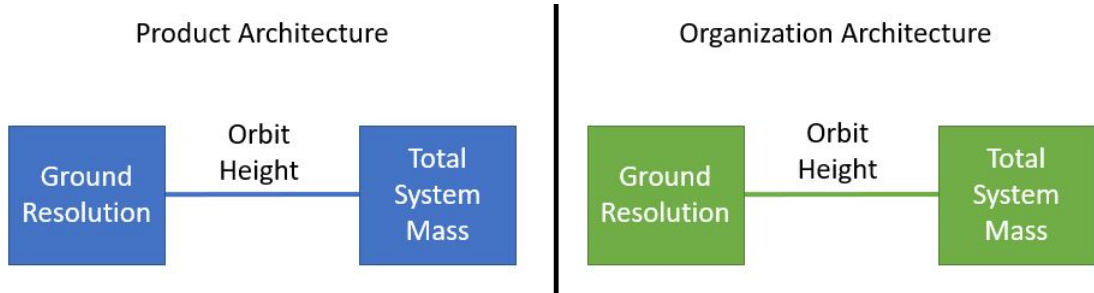 Product Architecture
Orbit
Height
Ground
Resolution
Total
System
Mass
Organization Architecture
Orbit
Height
Ground
Resolution
Total
System
Mass